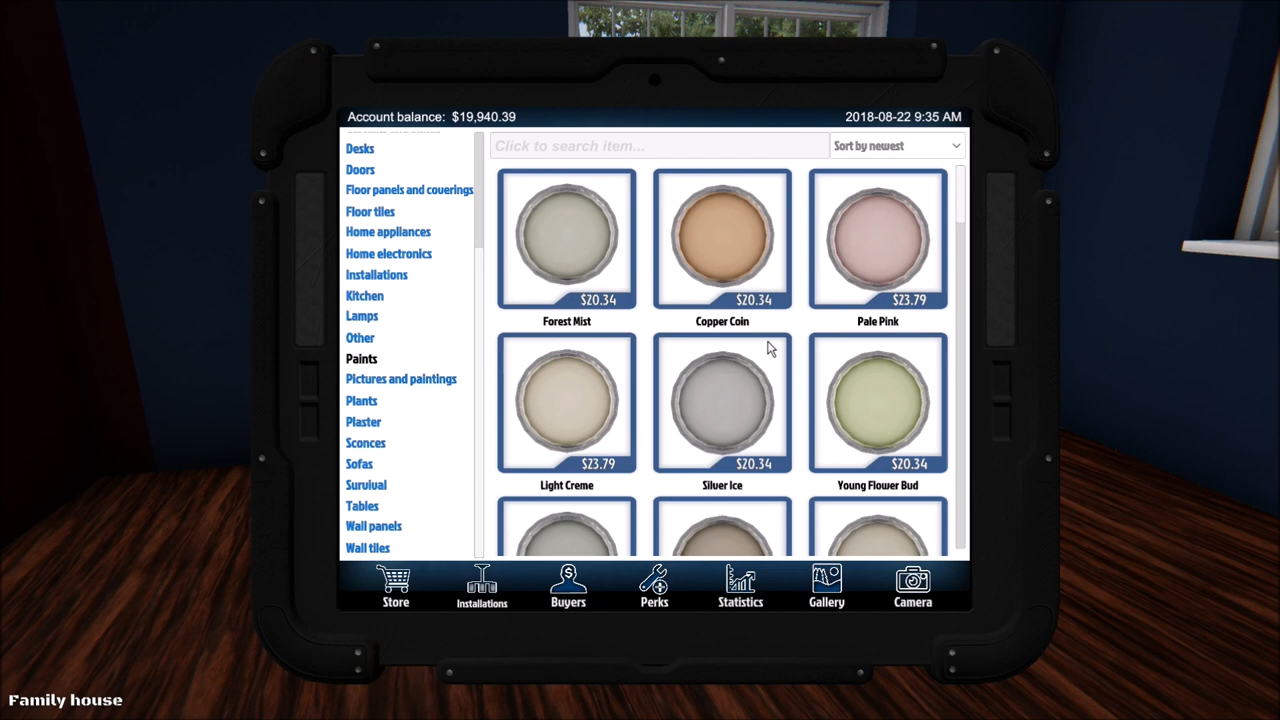 Account balance: $19,940.39
2018-08-22 9:35 AM
Desks
Doors
Floor panels and coverings
Floor tiles
Home appliances
Home electronics
Installations
Kitchen
Lamps
Other
Paints
Pictures and paintings
Plants
Plaster
Sconces
Sofas
Survival
Tables
Wall panels
Wall tiles
Click to search item...
Sort by newest
$20.34
$20.34
$23.79
Forest Mist
Copper Coin
Pale Pink
$23.79
$20.34
$20.34
Light Creme
Silver Ice
Young Flower Bud
Store
Installations
Buyers
Perks
Statistics
Gallery
Camera
Family house